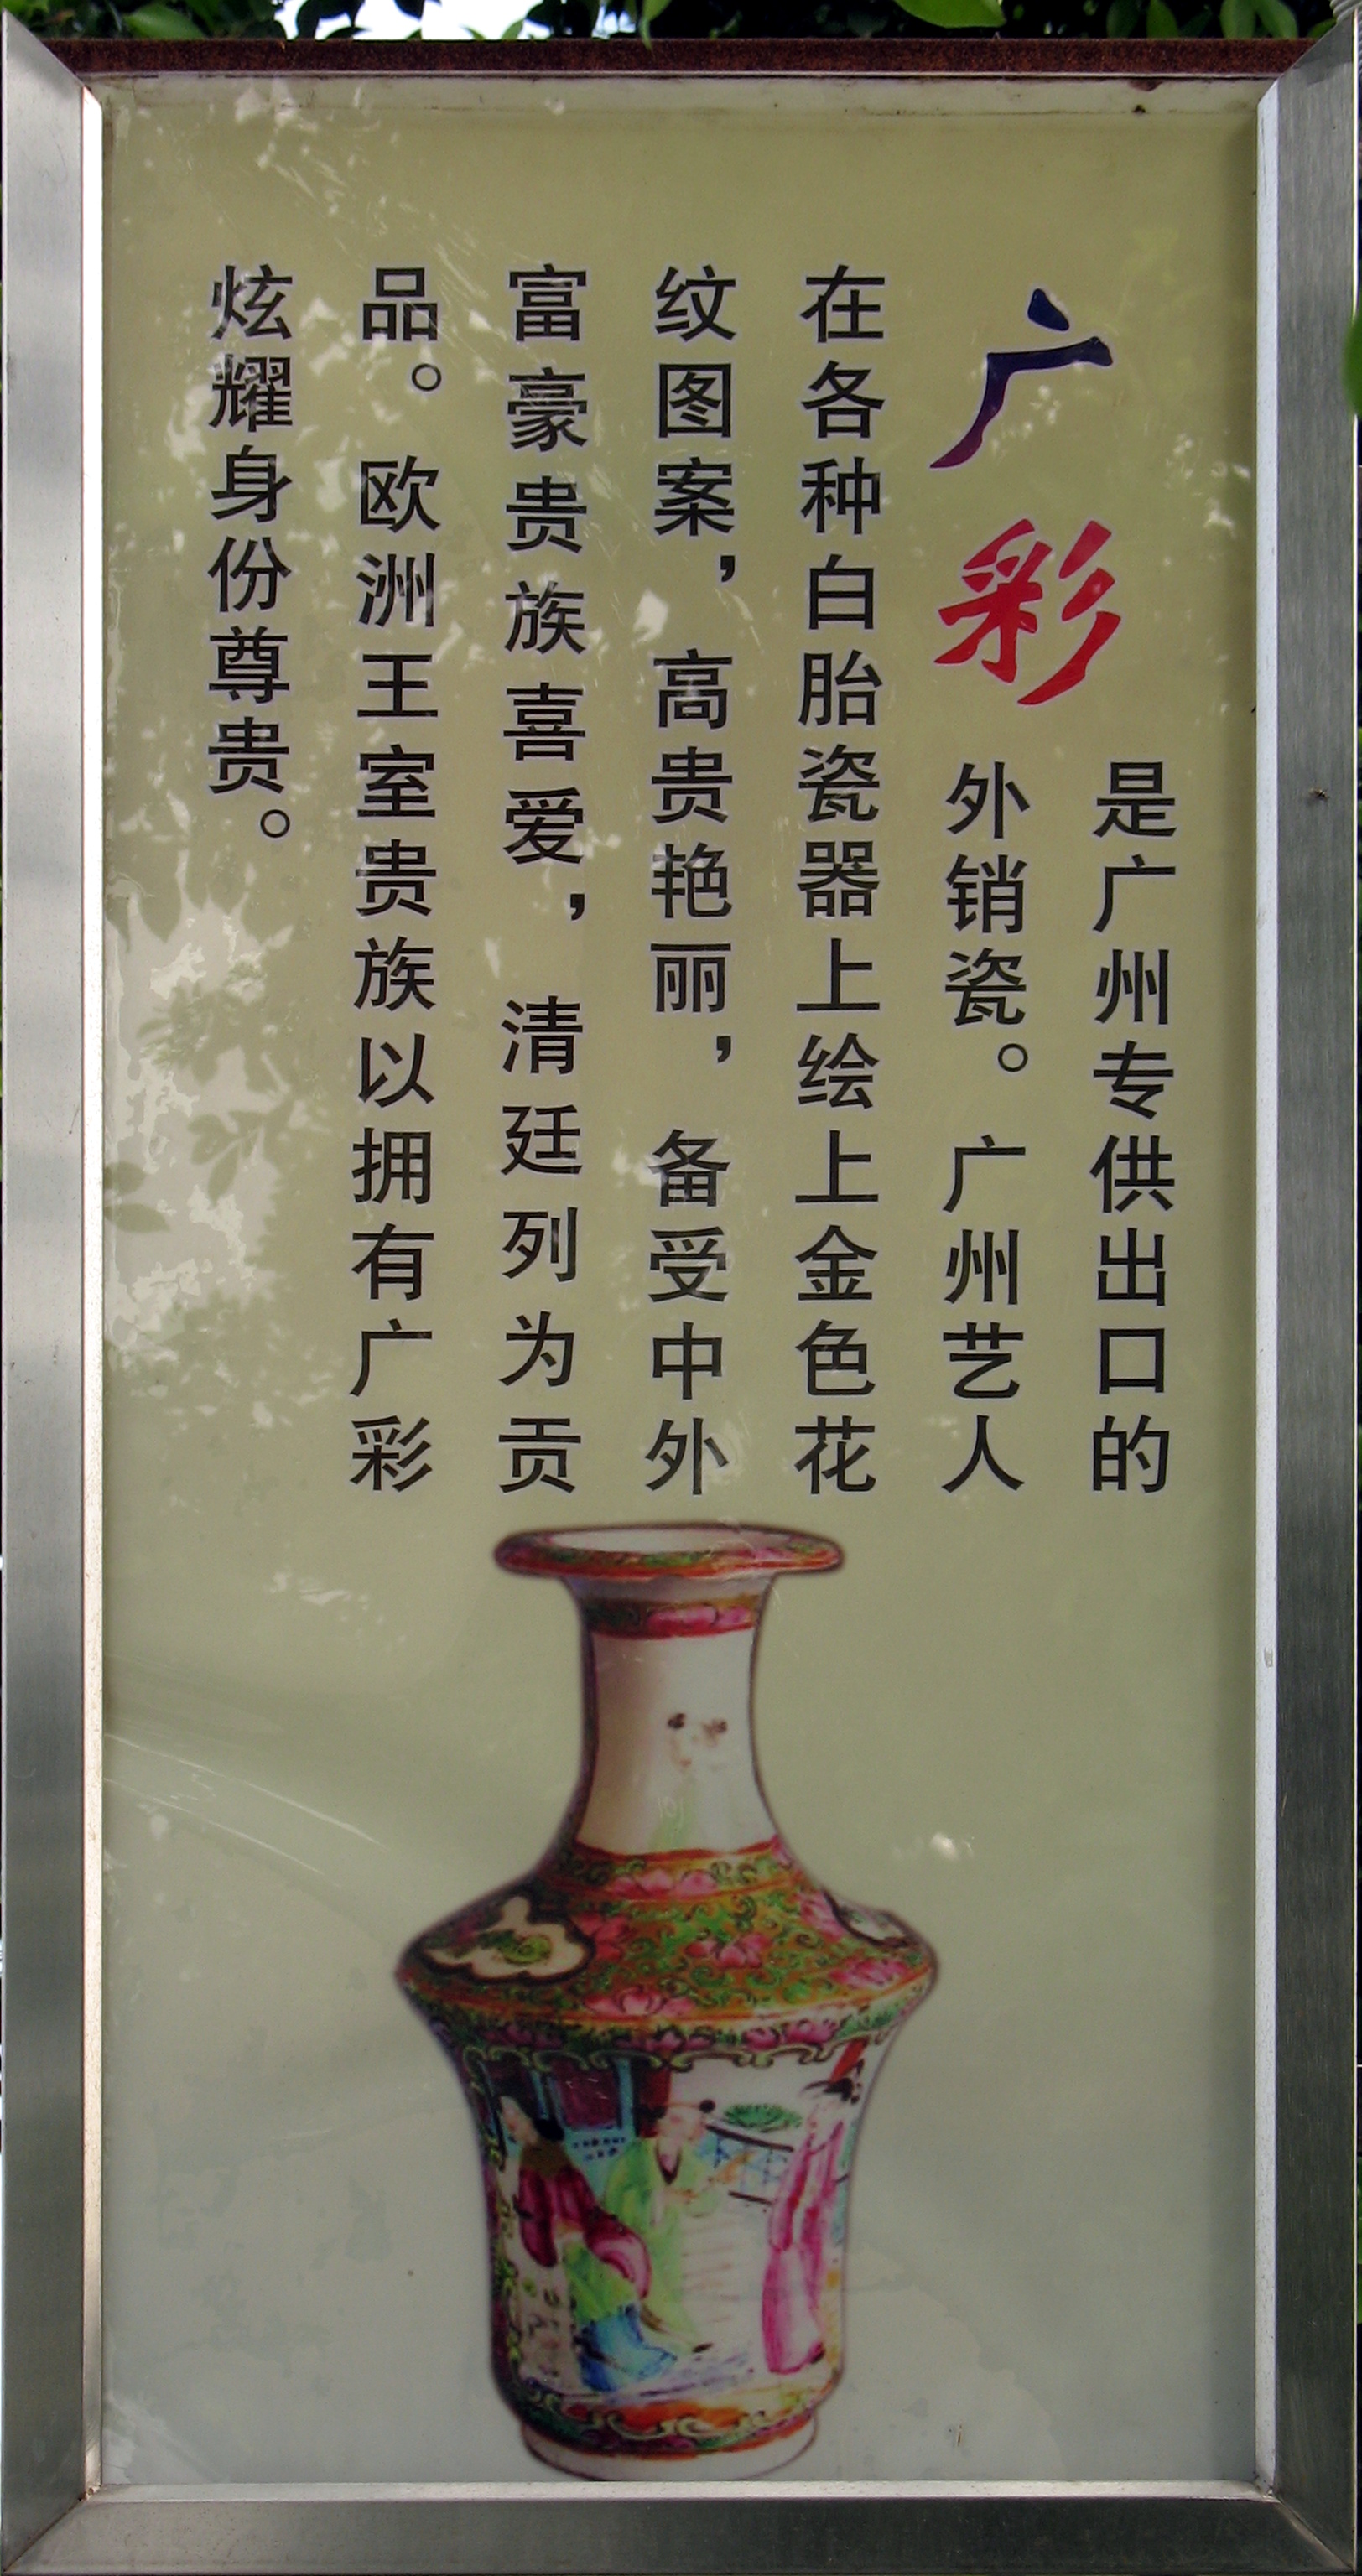 广彩
是广州专供出口的
外销瓷。广州艺人
在各种白胎瓷器上绘上金色花
纹图案，高贵艳丽，备受中外
富豪贵族喜爱，清廷列为贡
品。欧洲王室贵族以拥有广彩
炫耀身份尊贵。